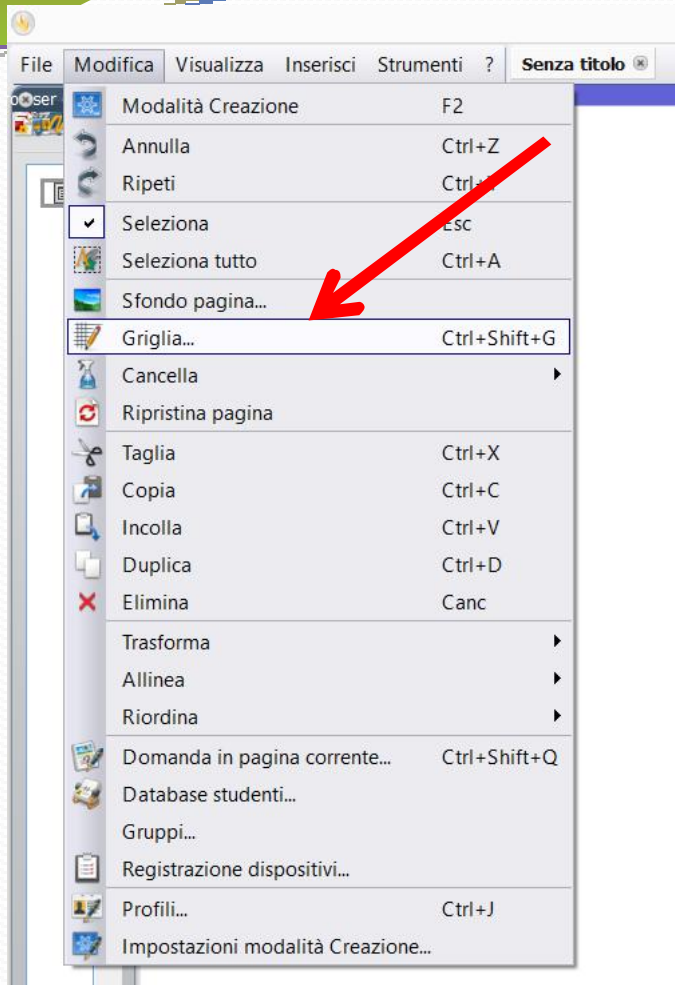 File Modifica Visualizza Inserisci Strumenti ? Senza titolo
Modalità Creazione F2
Annulla Ctrl+Z
Ripeti
Seleziona Esc
Seleziona tutto Ctrl+A
Sfondo pagina...
Griglia... Ctrl+Shift+G
Cancella
Ripristina pagina
Taglia Ctrl+X
Copia Ctrl+C
Incolla Ctrl+V
Duplica Ctrl+D
Elimina Canc
Trasforma
Allinea
Riordina
Domanda in pagina corrente... Ctrl+Shift+Q
Database studenti...
Gruppi...
Registrazione dispositivi...
Profili... Ctrl+J
Impostazioni modalità Creazione...